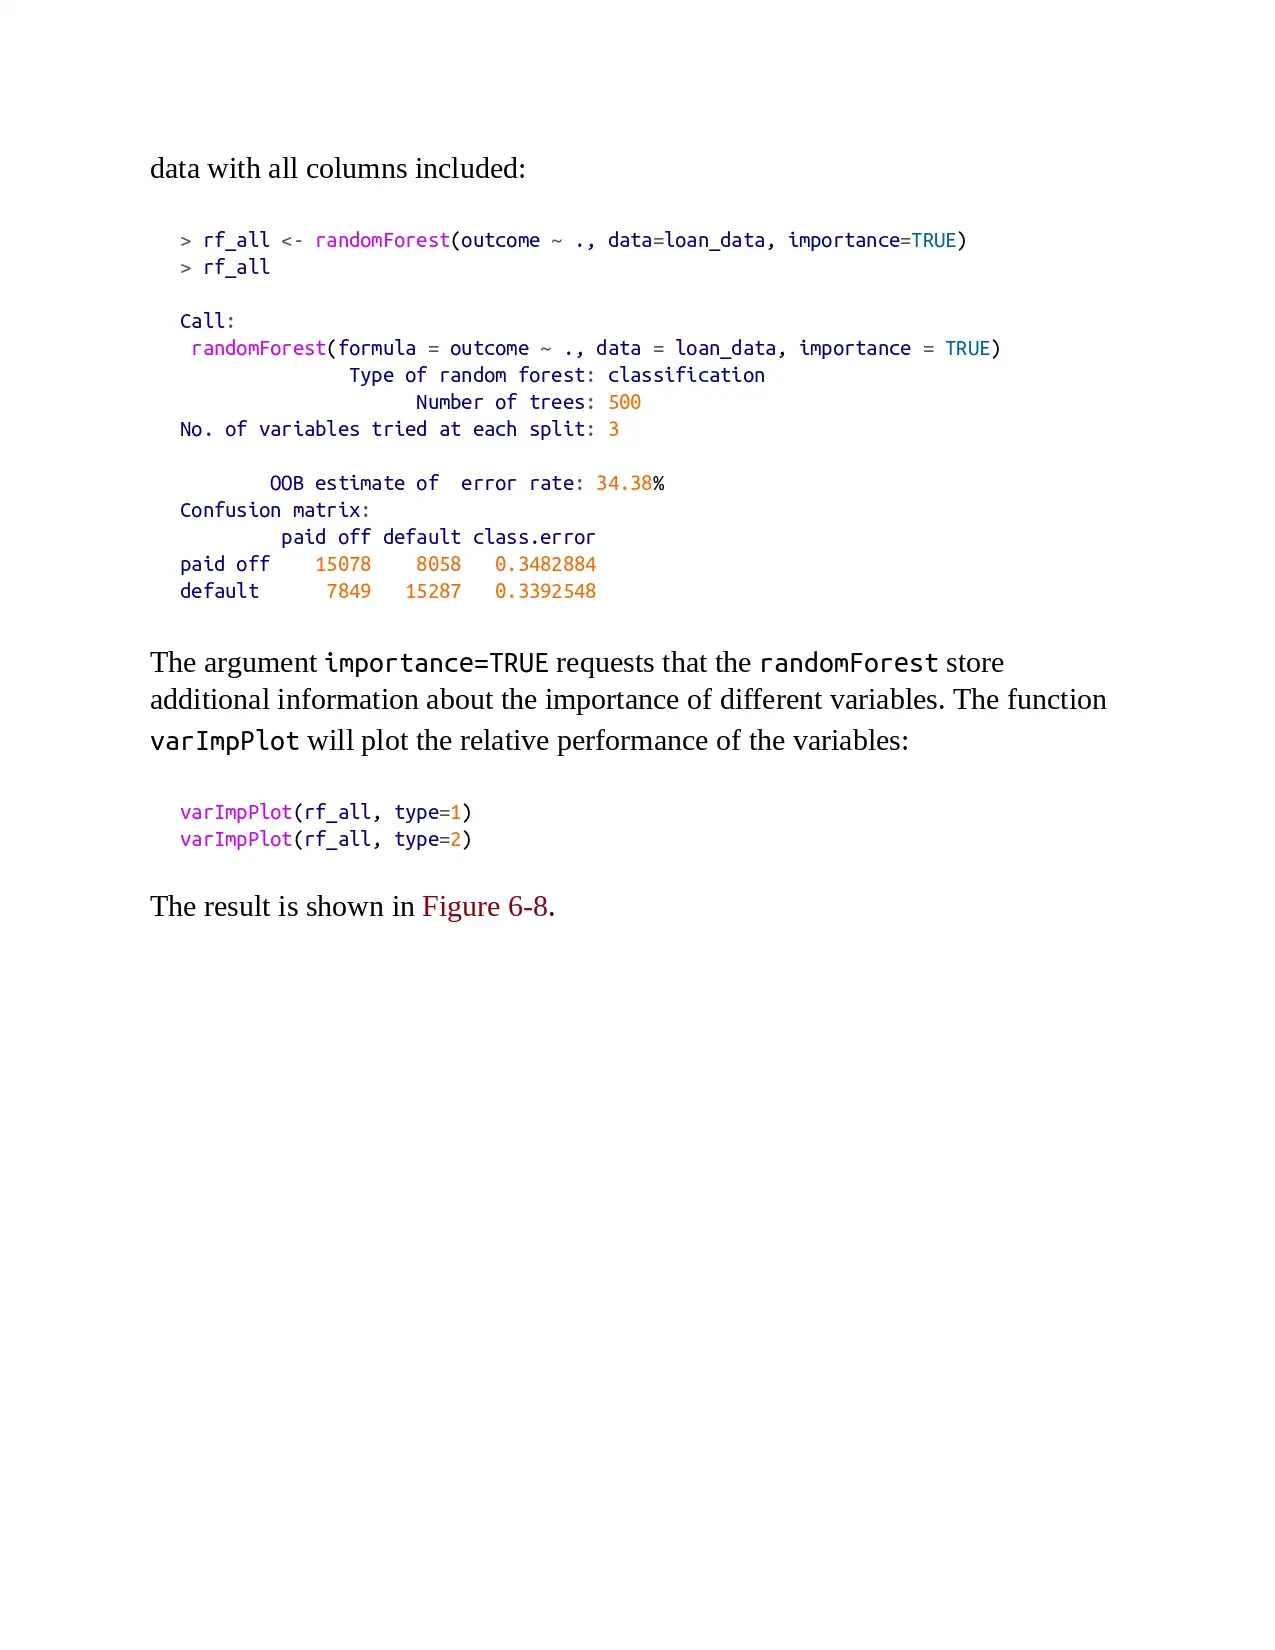 data with all columns included:
> rf_all <- randomForest(outcome ~ ., data=loan_data, importance=TRUE)
> rf_all
Call:
 randomForest(formula = outcome ~ ., data = loan_data, importance = TRUE)
               Type of random forest: classification
                     Number of trees: 500
No. of variables tried at each split: 3
        OOB estimate of  error rate: 34.38%
Confusion matrix:
         paid off default class.error
paid off    15078    8058   0.3482884
default      7849   15287   0.3392548
The argument importance=TRUE requests that the randomForest store
additional information about the importance of different variables. The function
varImpPlot will plot the relative performance of the variables:
varImpPlot(rf_all, type=1)
varImpPlot(rf_all, type=2)
The result is shown in Figure 6-8.